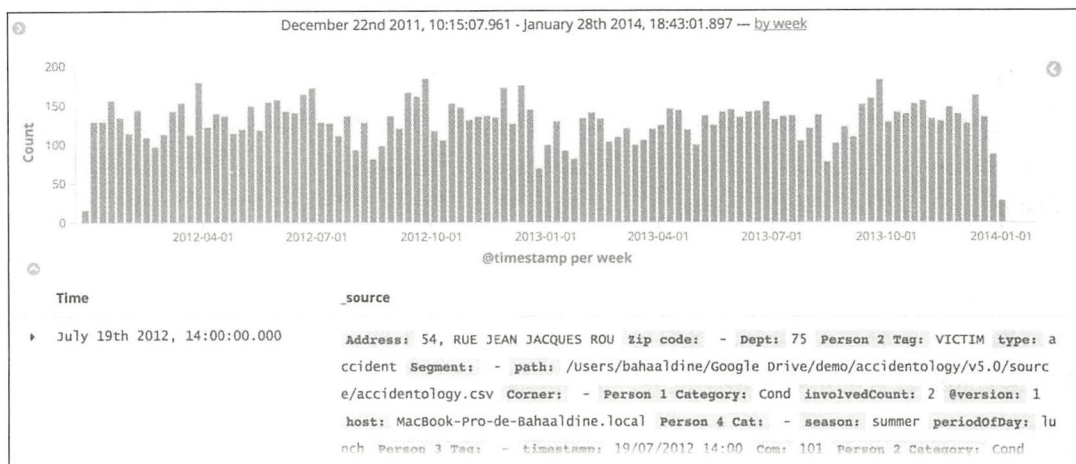 December 22nd 2011, 10:15:07.961 - January 28th 2014, 18:43:01.897 — by week
200
150
100
50
0
Count
2012-04-01 2012-07-01 2012-10-01 2013-01-01 2013-04-01 2013-07-01 2013-10-01 2014-01-01
@timestamp per week
Time _source
July 19th 2012, 14:00:00.000 Address: 54, RUE JEAN JACQUES ROU Zip code: - Dept: 75 Person 2 Tag: VICTIM type: a
ccident Segment: - path: /Users/bahaaldine/Google Drive/demo/accidentology/v5.0/sourc
e/accidentology.csv Corner: - Person 1 Category: Cond involvedCount: 2 @version: 1
host: MacBook-Pro-de-Bahaaldine.local Person 4 Cat: - season: summer periodOfDay: lu
nch Person 3 Tag: - timestamp: 19/07/2012 14:00 Com: 101 Person 2 Category: Cond